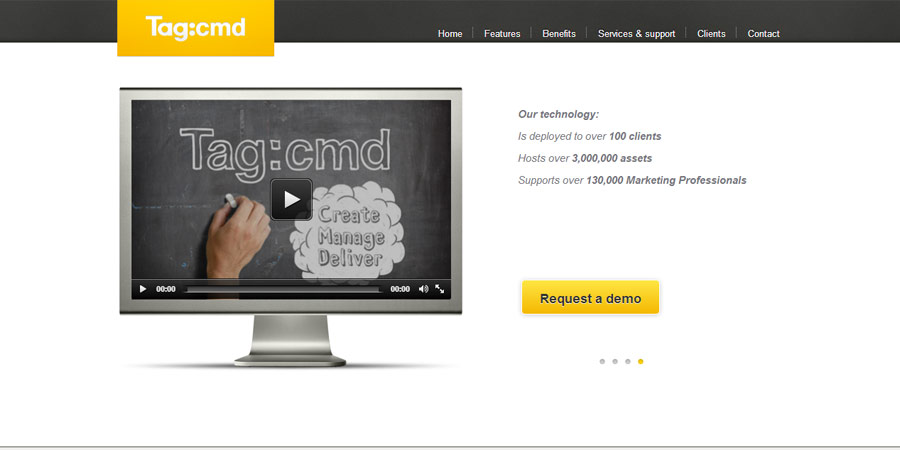 Tag:cmd
Home
Features
Benefits
Services & support
Clients
Contact
Tag:cmd
Create
Manage
Deliver
00:00
00:00
Our technology:
Is deployed to over 100 clients
Hosts over 3,000,000 assets
Supports over 130,000 Marketing Professionals
Request a demo